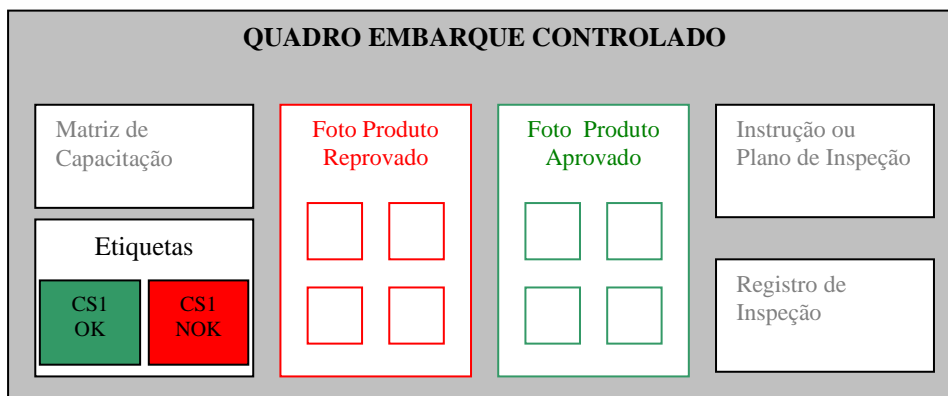 QUADRO EMBARQUE CONTROLADO
Matriz de
Capacitação
Etiquetas
CS1
OK
CS1
NOK
Foto Produto
Reprovado
Foto Produto
Aprovado
Instrução ou
Plano de Inspeção
Registro de
Inspeção